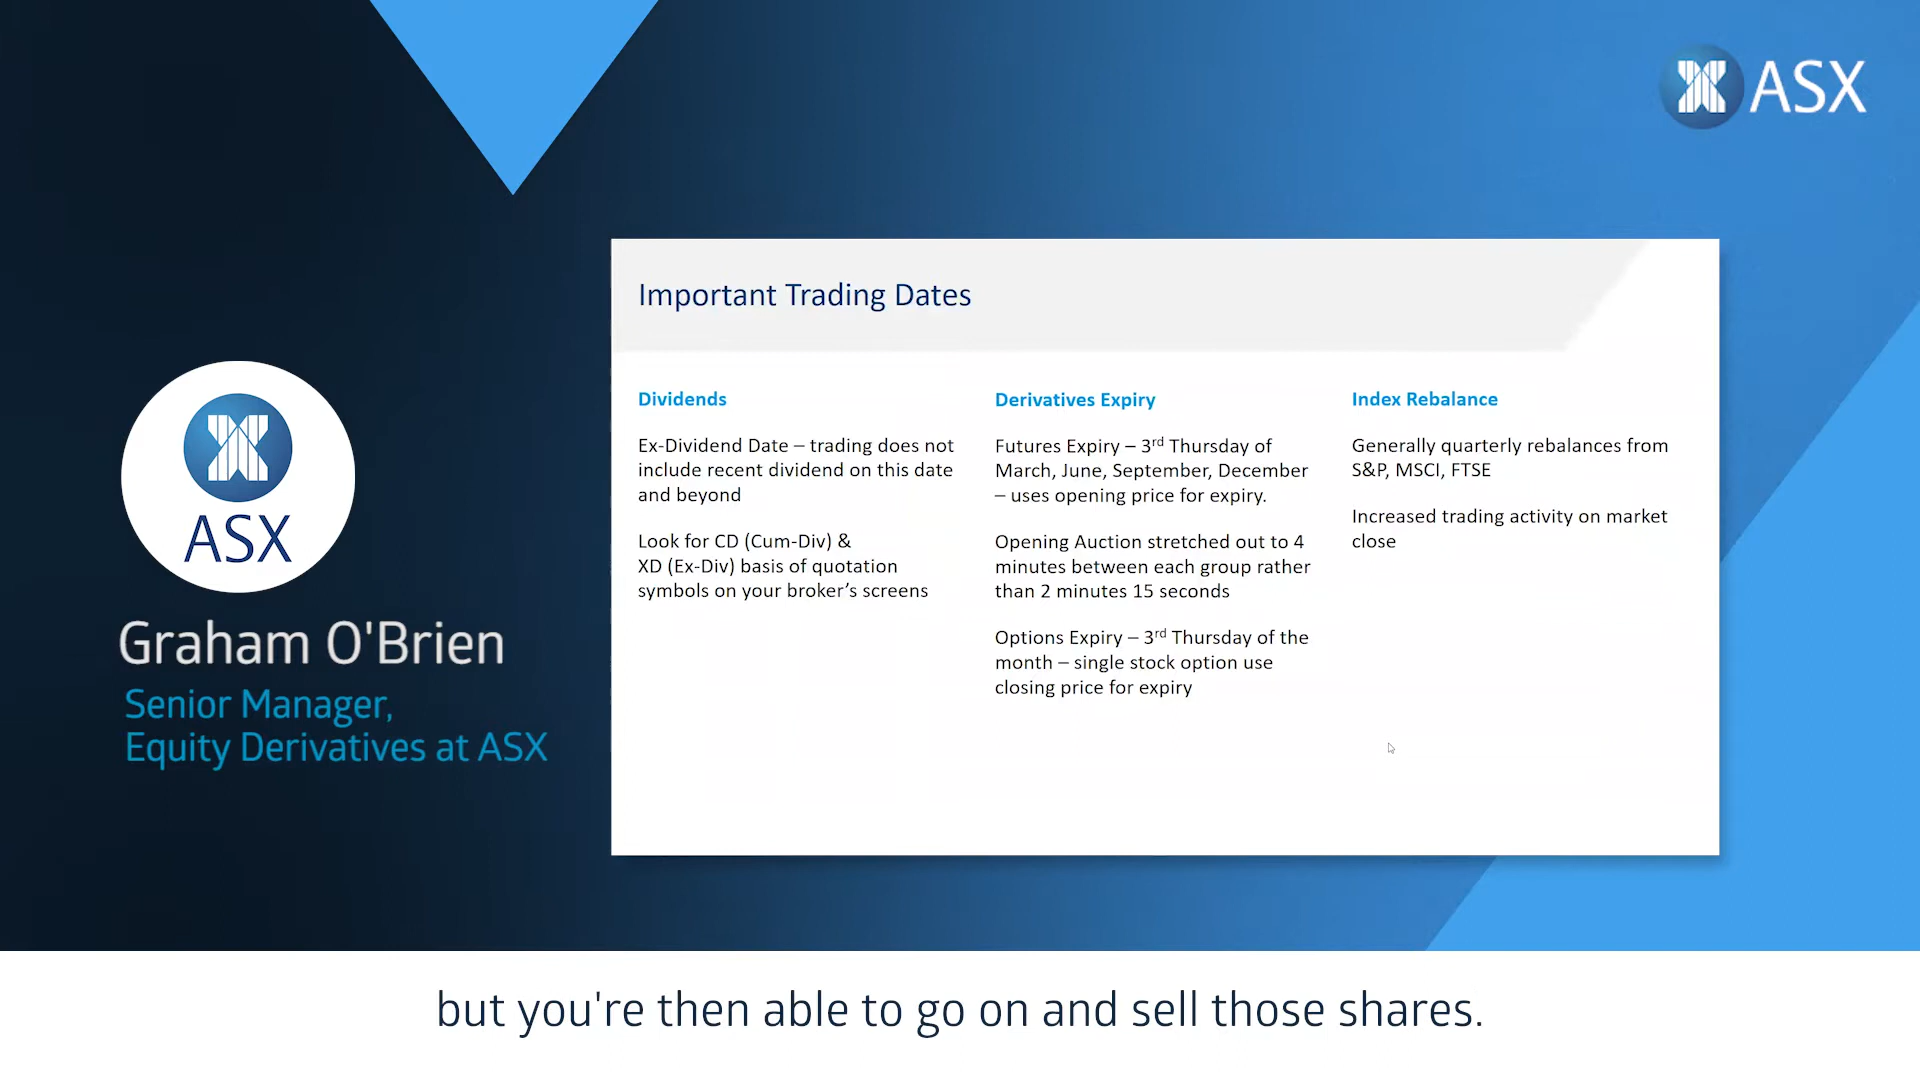 ASX
Important Trading Dates
Dividends
Ex-Dividend Date – trading does not
include recent dividend on this date
and beyond
Look for CD (Cum-Div) &
XD (Ex-Div) basis of quotation
symbols on your broker’s screens
Derivatives Expiry
Futures Expiry – 3rd Thursday of
March, June, September, December
– uses opening price for expiry.
Opening Auction stretched out to 4
minutes between each group rather
than 2 minutes 15 seconds
Options Expiry – 3rd Thursday of the
month – single stock option use
closing price for expiry
Index Rebalance
Generally quarterly rebalances from
S&P, MSCI, FTSE
Increased trading activity on market
close
ASX
Graham O'Brien
Senior Manager,
Equity Derivatives at ASX
but you're then able to go on and sell those shares.